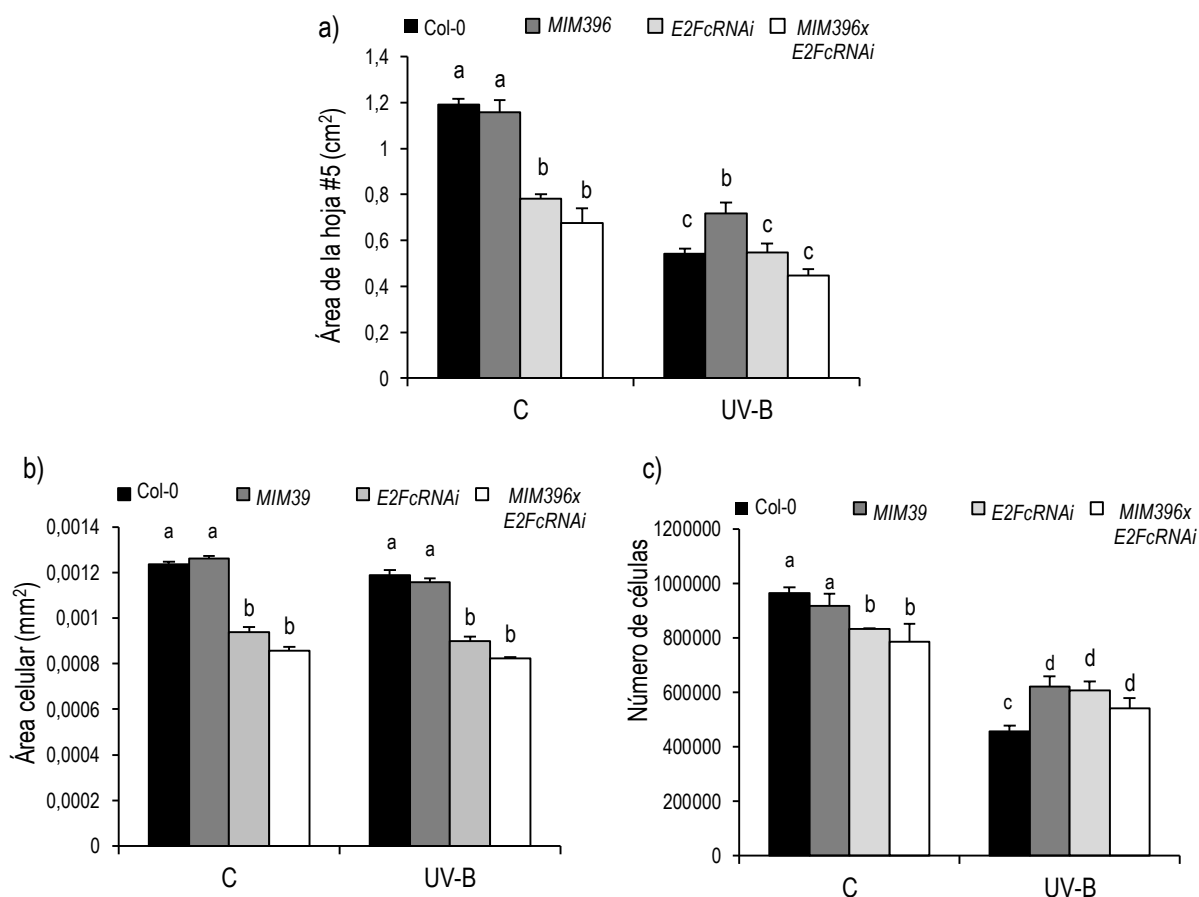 a)
Col-0 MIM396 E2FcRNAi MIM396x
E2FcRNAi
Área de la hoja #5 (cm²)
1,4
1,2
1
0,8
0,6
0,4
0,2
0
a a b b c b c c
C UV-B
b)
Col-0 MIM39 E2FcRNAi MIM396x
E2FcRNAi
Área celular (mm²)
0,0014
0,0012
0,001
0,0008
0,0006
0,0004
0,0002
0
a a b b a a b b
C UV-B
c)
Col-0 MIM39 E2FcRNAi MIM396x
E2FcRNAi
Número de células
1200000
1000000
800000
600000
400000
200000
0
a a b b c d d d
C UV-B